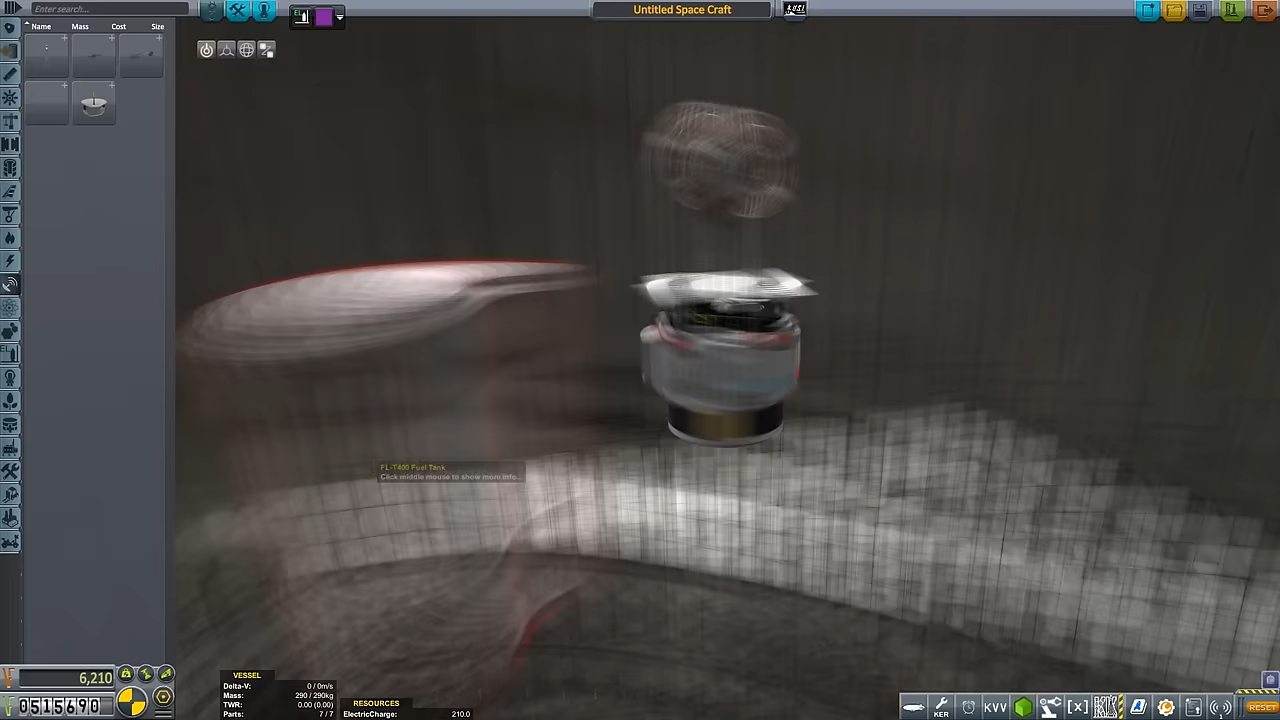 Enter search...
Untitled Space Craft
Name Mass Cost Size
FL-T400 Fuel Tank
Click middle mouse to show more info...
6,210
0515690
VESSEL
Delta-V: 0 / 0m/s
Mass: 290 / 290kg
TWR: 0.00 (0.00)
Parts: 7 / 7
RESOURCES
ElectricCharge: 210.0
KER
KVV
RESET